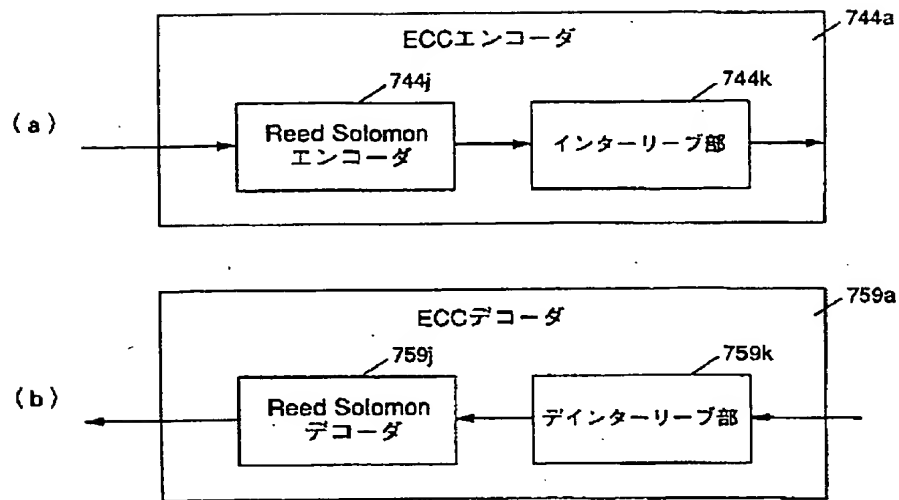 ECCエンコーダ
744a
744j
744k
(a)
Reed Solomon
エンコーダ
インターリーブ部
ECCデコーダ
759a
759j
759k
(b)
Reed Solomon
デコーダ
デインターリーブ部